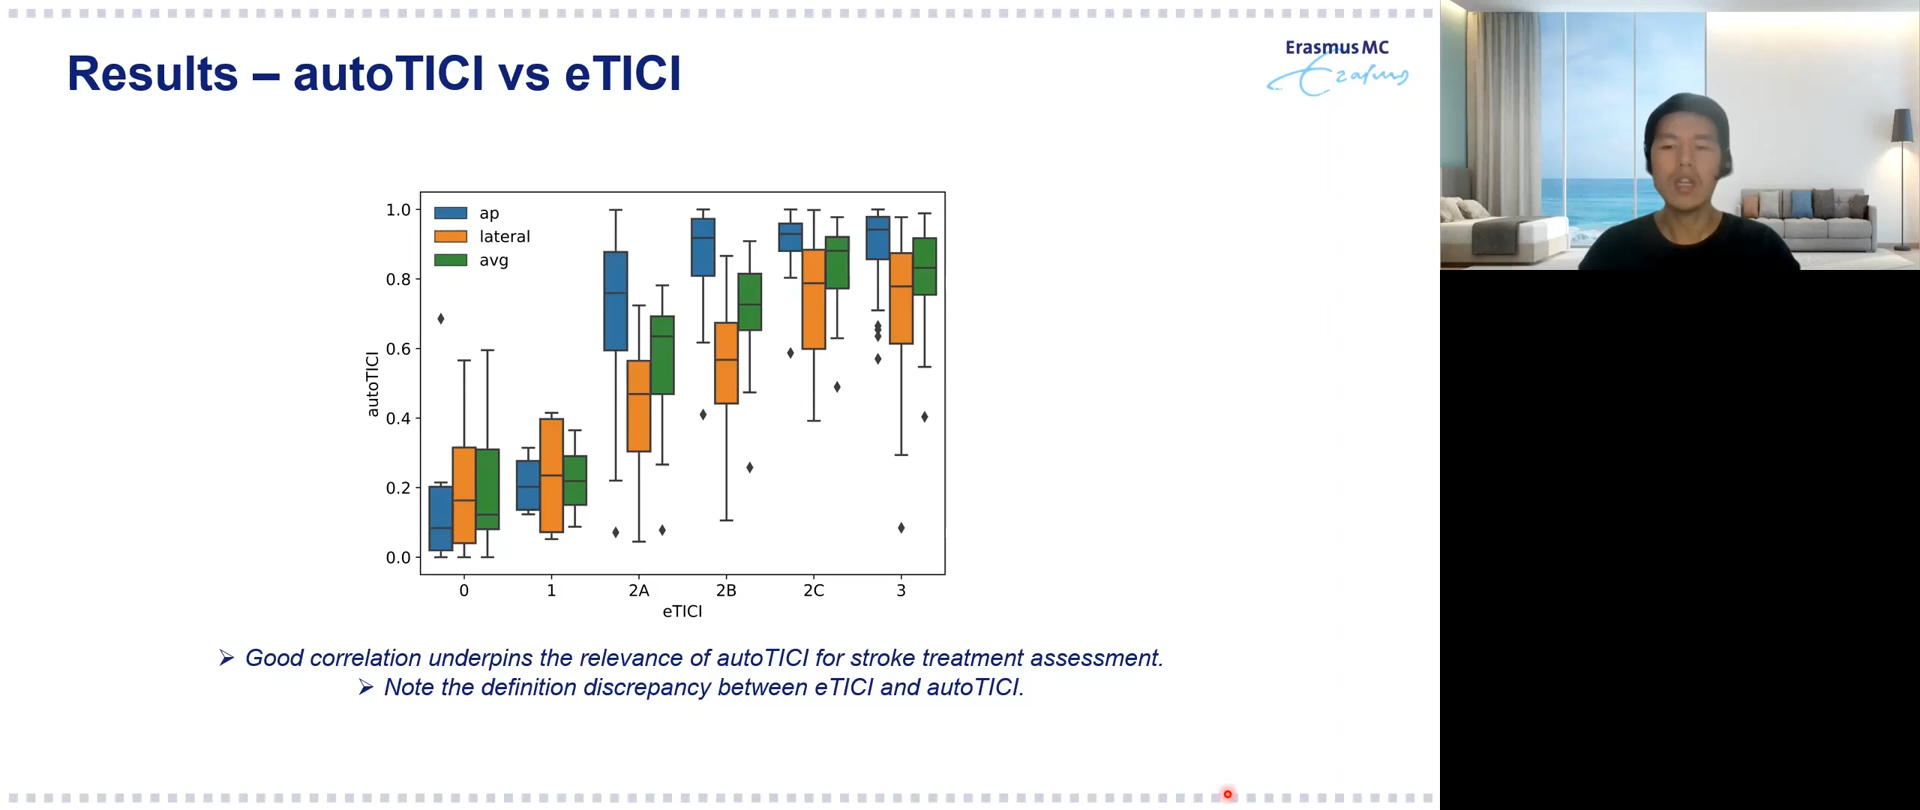 Results – autoTICI vs eTICI
Erasmus MC
Erasmus
ap
lateral
avg
1.0
0.8
0.6
0.4
0.2
0.0
autoTICI
0 1 2A 2B 2C 3
eTICI
➢ Good correlation underpins the relevance of autoTICI for stroke treatment assessment.
➢ Note the definition discrepancy between eTICI and autoTICI.